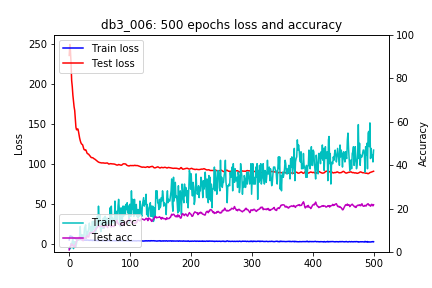 db3_006: 500 epochs loss and accuracy
Train loss
Test loss
Train acc
Test acc
Loss
250
200
150
100
50
0
Accuracy
100
80
60
40
20
0
0
100
200
300
400
500